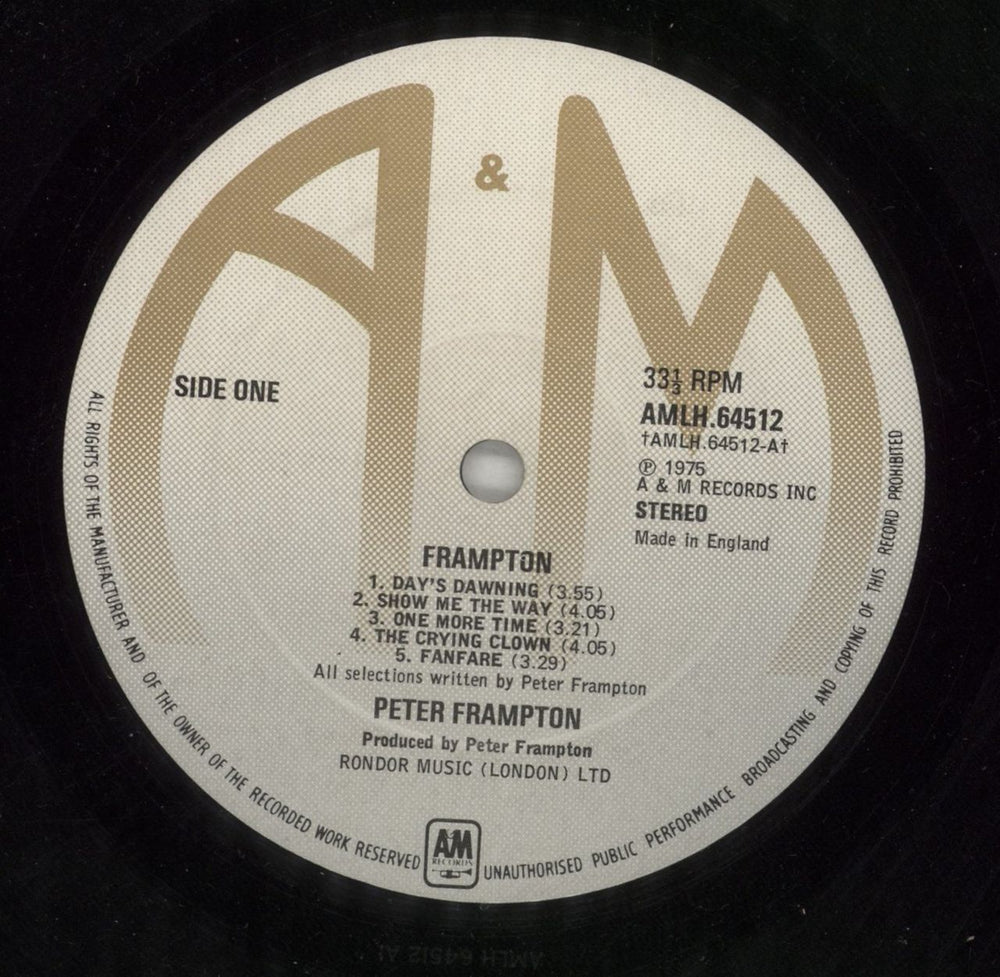 A & M
SIDE ONE
33⅓ RPM
AMLH.64512
†AMLH.64512-A†
℗ 1975
A & M RECORDS INC
STEREO
Made in England
FRAMPTON
1. DAY'S DAWNING (3.55)
2. SHOW ME THE WAY (4.05)
3. ONE MORE TIME (3.21)
4. THE CRYING CLOWN (4.05)
5. FANFARE (3.29)
All selections written by Peter Frampton
PETER FRAMPTON
Produced by Peter Frampton
RONDOR MUSIC (LONDON) LTD
ALL RIGHTS OF THE MANUFACTURER AND OF THE OWNER OF THE RECORDED WORK RESERVED
A&M
RECORDS
UNAUTHORISED PUBLIC PERFORMANCE BROADCASTING AND COPYING OF THIS RECORD PROHIBITED
AMLH 64512 A1